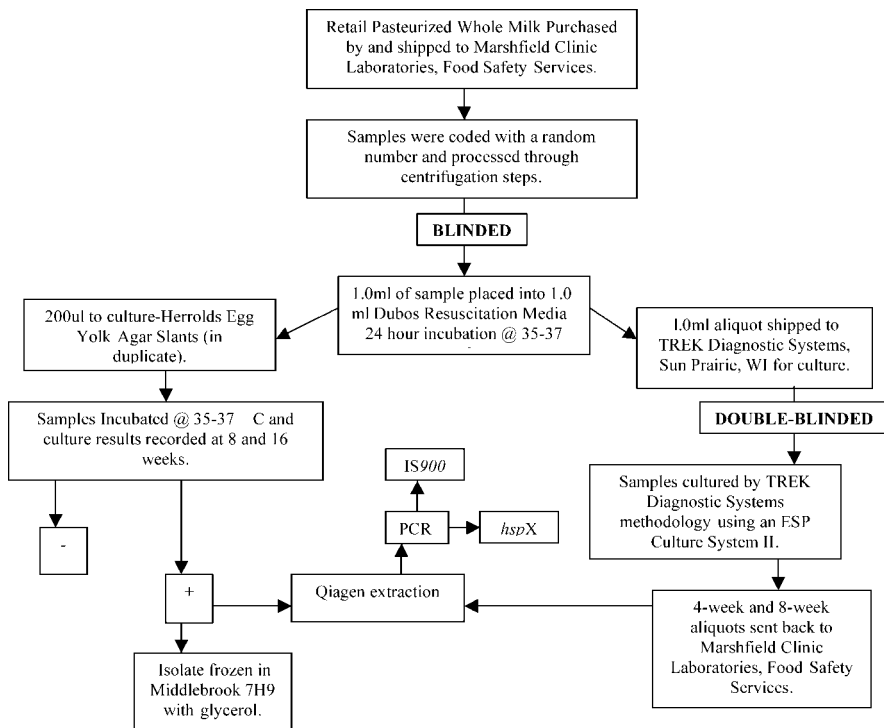 Retail Pasteurized Whole Milk Purchased
by and shipped to Marshfield Clinic
Laboratories, Food Safety Services.
Samples were coded with a random
number and processed through
centrifugation steps.
BLINDED
1.0ml of sample placed into 1.0
ml Dubos Resuscitation Media
24 hour incubation @ 35-37
200ul to culture-Herrolds Egg
Yolk Agar Slants (in
duplicate).
1.0ml aliquot shipped to
TREK Diagnostic Systems,
Sun Prairie, WI for culture.
Samples Incubated @ 35-37 C and
culture results recorded at 8 and 16
weeks.
DOUBLE-BLINDED
IS900
Samples cultured by TREK
Diagnostic Systems
methodology using an ESP
Culture System II.
PCR
hspX
-
+
Qiagen extraction
4-week and 8-week
aliquots sent back to
Marshfield Clinic
Laboratories, Food Safety
Services.
Isolate frozen in
Middlebrook 7H9
with glycerol.